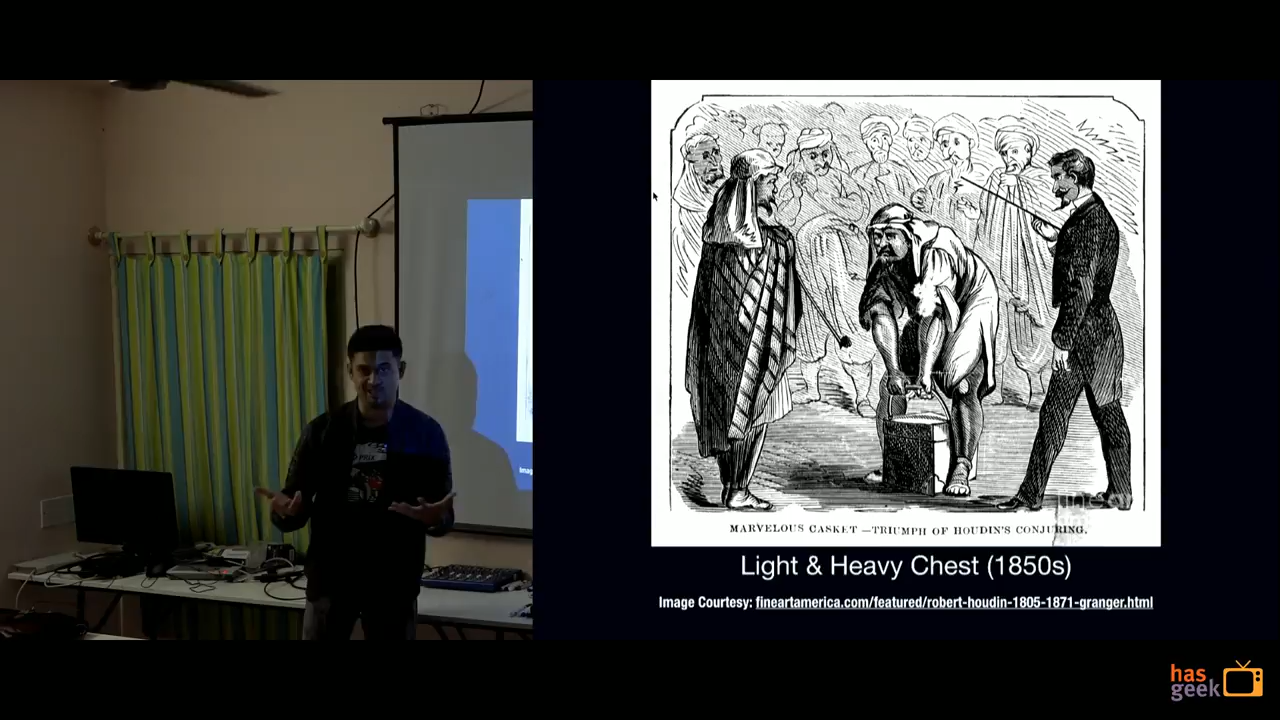 MARVELOUS CASKET —TRIUMPH OF HOUDIN'S CONJURING.
Light & Heavy Chest (1850s)
Image Courtesy: fineartamerica.com/featured/robert-houdin-1805-1871-granger.html
has
geek